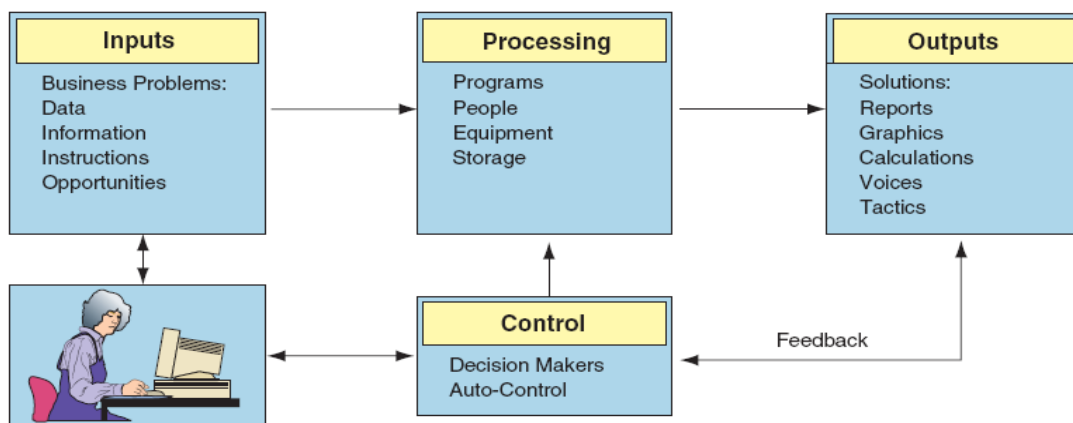 Inputs
Business Problems:
Data
Information
Instructions
Opportunities
Processing
Programs
People
Equipment
Storage
Outputs
Solutions:
Reports
Graphics
Calculations
Voices
Tactics
Control
Decision Makers
Auto-Control
Feedback